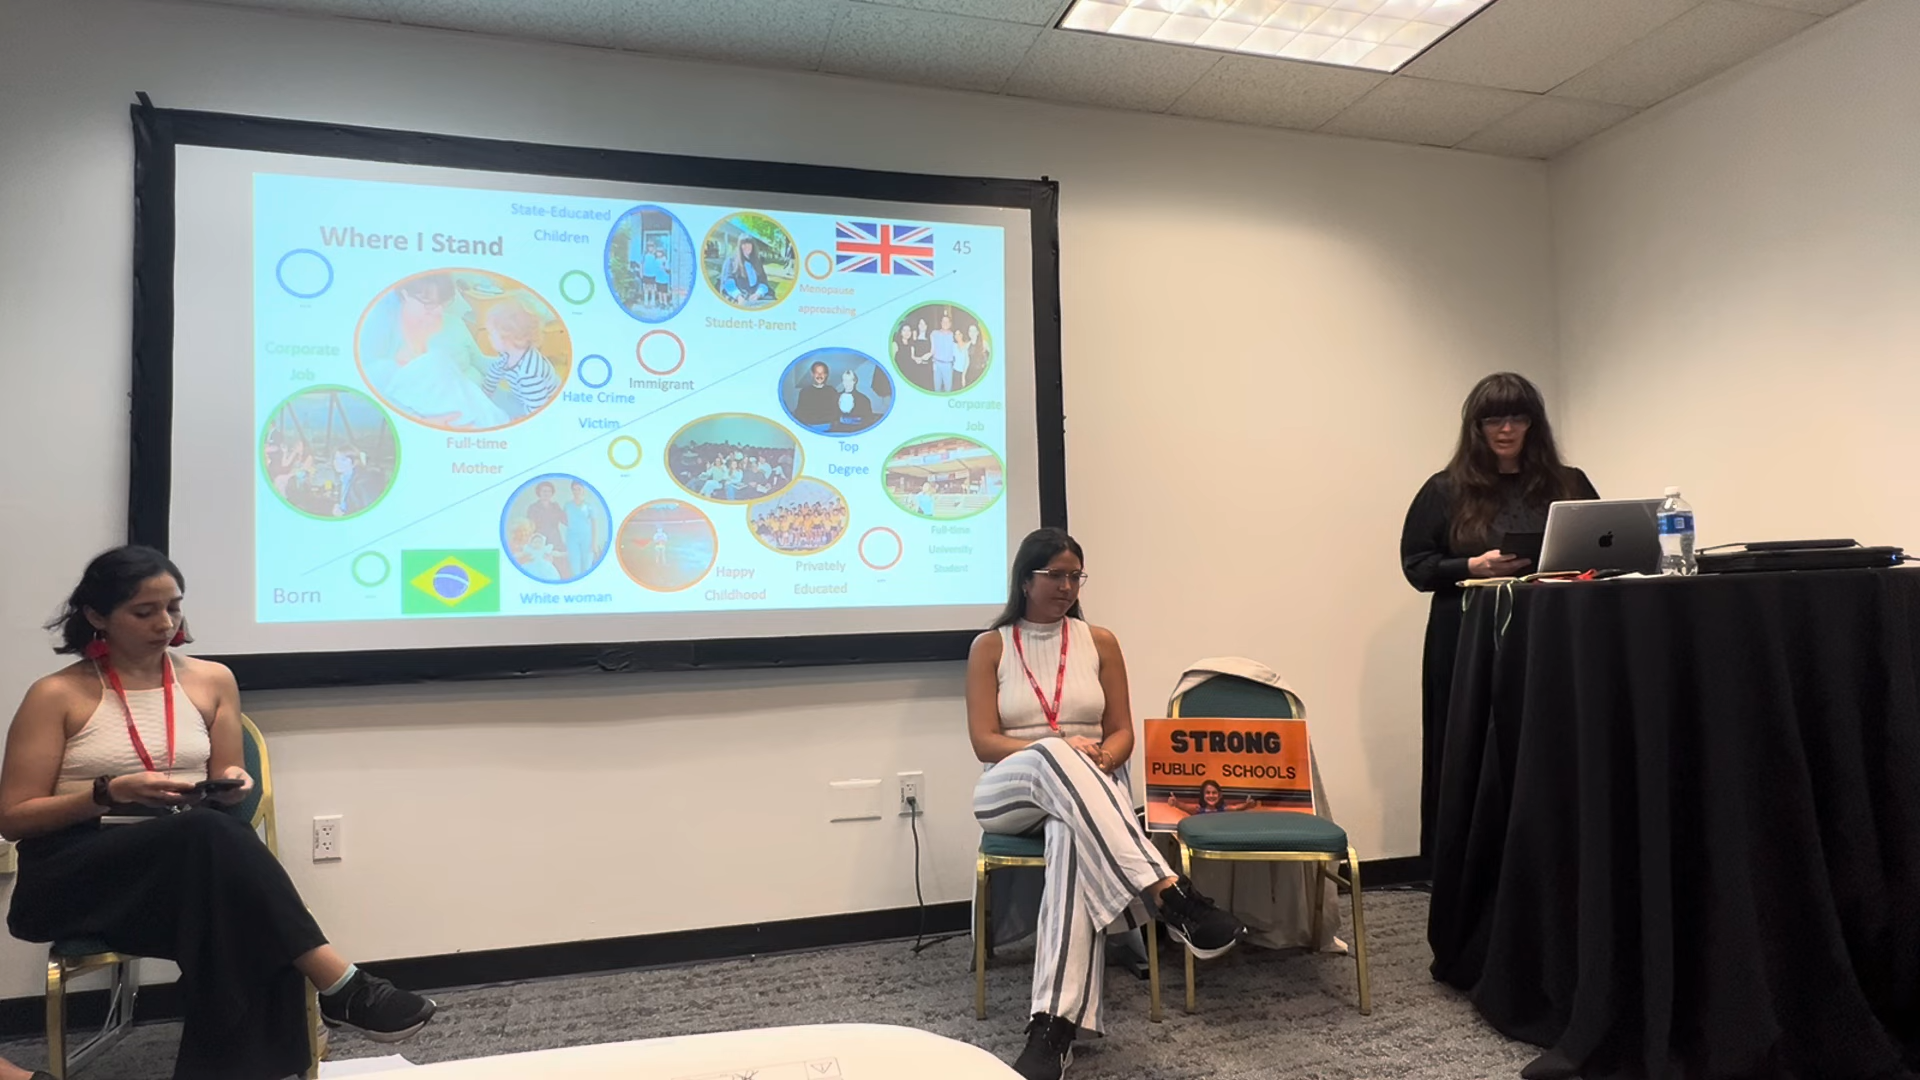 Where I Stand
State-Educated
Children
45
Menopause
approaching
Student-Parent
Corporate
Job
Immigrant
Hate Crime
Victim
Full-time
Mother
Top
Degree
Corporate
Job
Full-time
University
Student
Happy
Childhood
Privately
Educated
White woman
Born
STRONG
PUBLIC SCHOOLS